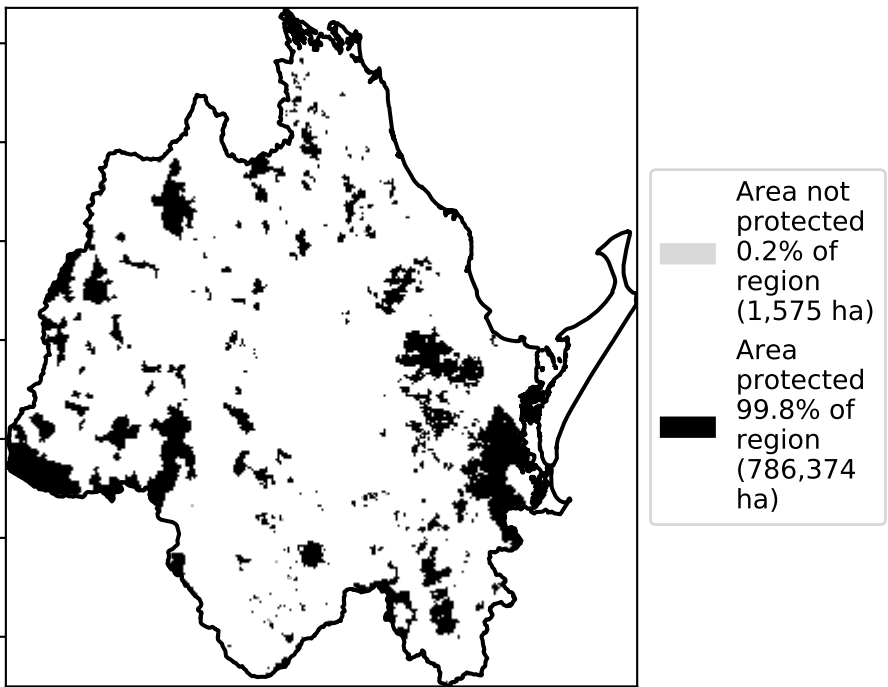 Area not
protected
0.2% of
region
(1,575 ha)
Area
protected
99.8% of
region
(786,374
ha)